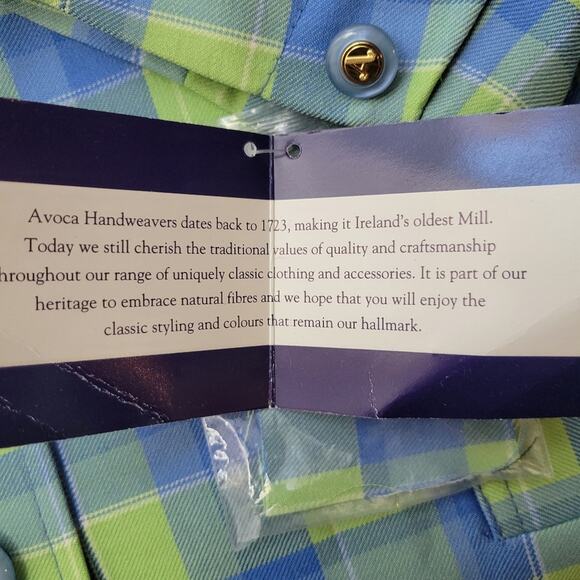 Avoca Handweavers dates back to 1723, making it Ireland's oldest Mill.
Today we still cherish the traditional values of quality and craftsmanship
hroughout our range of uniquely classic clothing and accessories. It is part of our
heritage to embrace natural fibres and we hope that you will enjoy the
classic styling and colours that remain our hallmark.